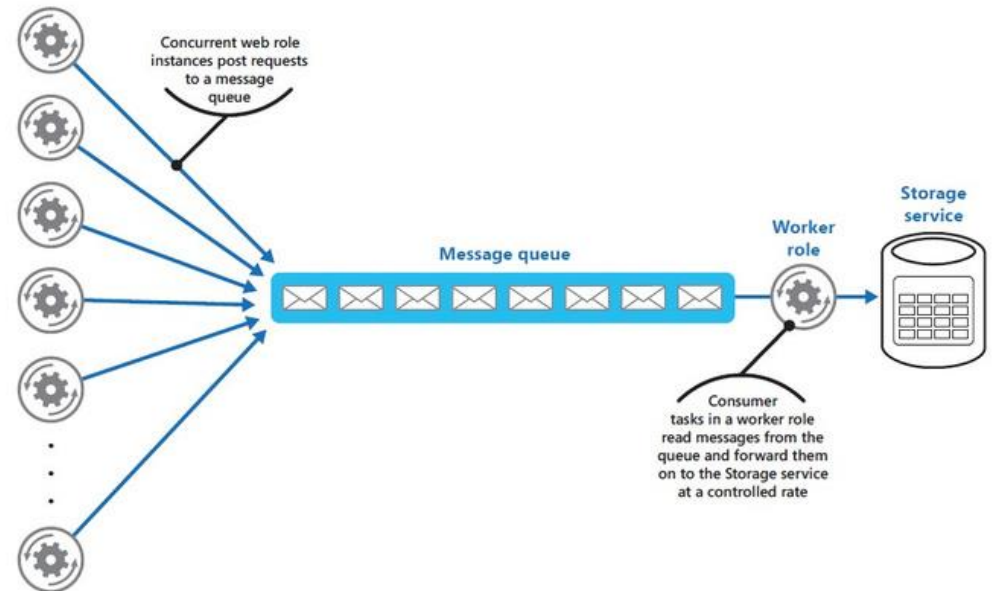 Concurrent web role
instances post requests
to a message
queue
Message queue
Worker
role
Storage
service
Consumer
tasks in a worker role
read messages from the
queue and forward them
on to the Storage service
at a controlled rate